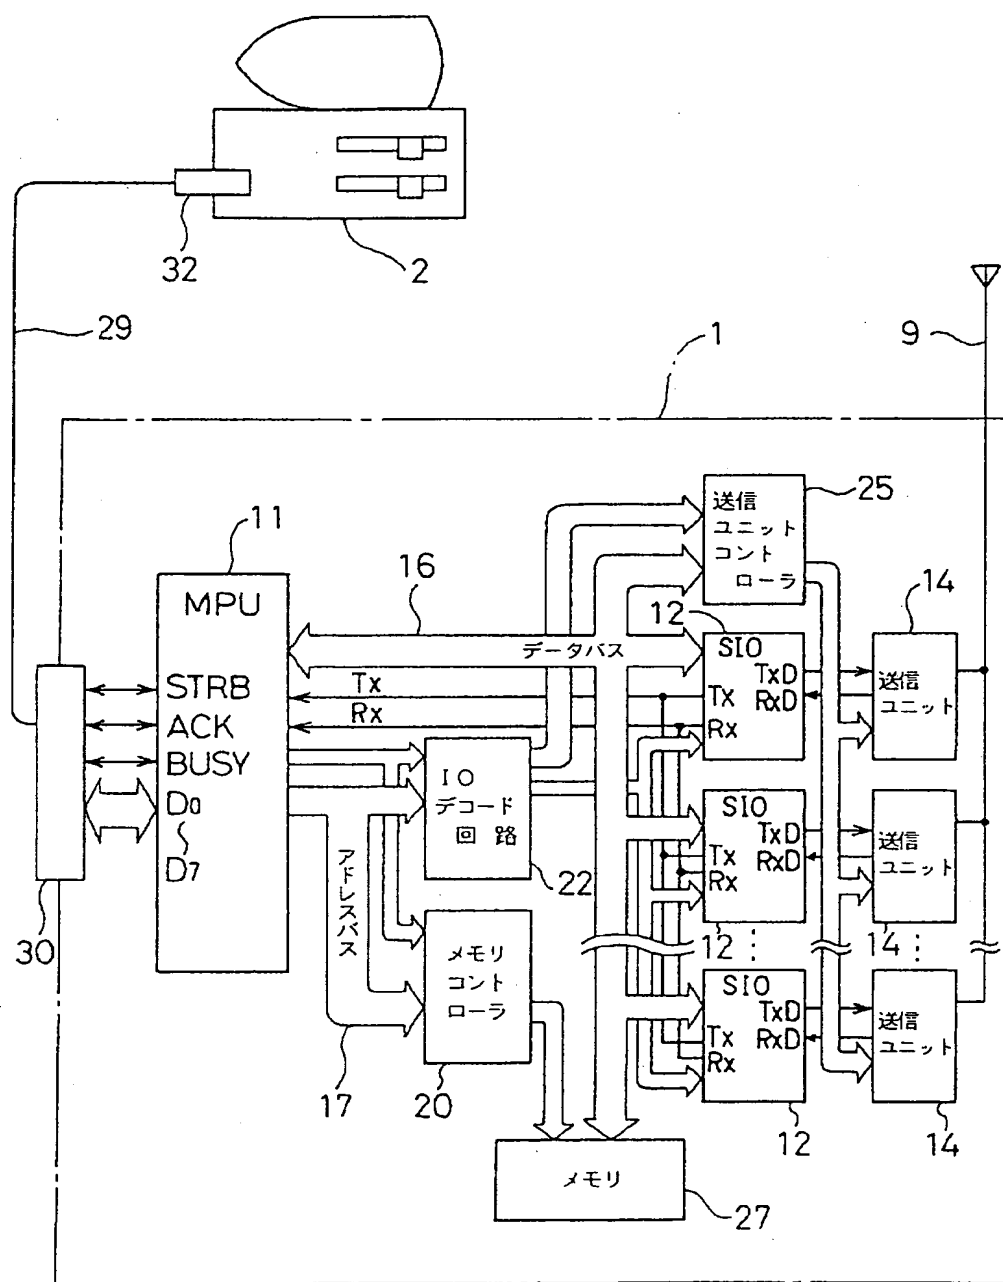 32
2
29
1
9
11
MPU
STRB
ACK
BUSY
D0
D7
30
16
データバス
Tx
Rx
IO
デコード
回路
22
アドレスバス
メモリ
コント
ローラ
17
20
メモリ
27
送信
ユニット
コント
ローラ
25
12
SIO
TxD
RxD
Tx
Rx
14
送信
ユニット
SIO
TxD
RxD
Tx
Rx
12
送信
ユニット
14
SIO
TxD
RxD
Tx
Rx
12
送信
ユニット
14